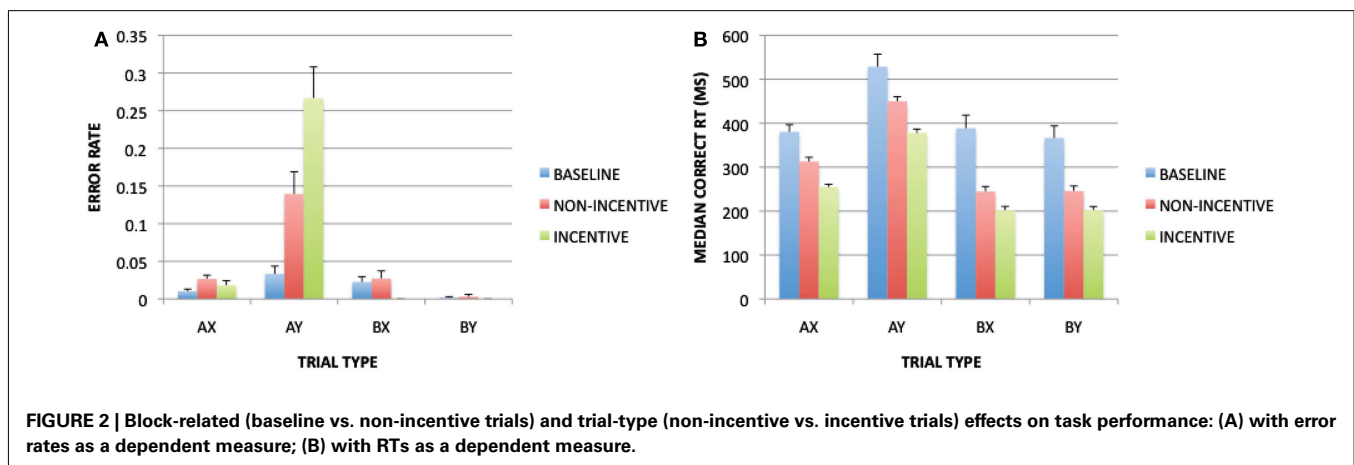 A
0.35
0.3
0.25
0.2
0.15
0.1
0.05
0
ERROR RATE
AX AY BX BY
TRIAL TYPE
BASELINE
NON-INCENTIVE
INCENTIVE
B
600
500
400
300
200
100
0
MEDIAN CORRECT RT (MS)
AX AY BX BY
TRIAL TYPE
BASELINE
NON-INCENTIVE
INCENTIVE
FIGURE 2 | Block-related (baseline vs. non-incentive trials) and trial-type (non-incentive vs. incentive trials) effects on task performance: (A) with error
rates as a dependent measure; (B) with RTs as a dependent measure.